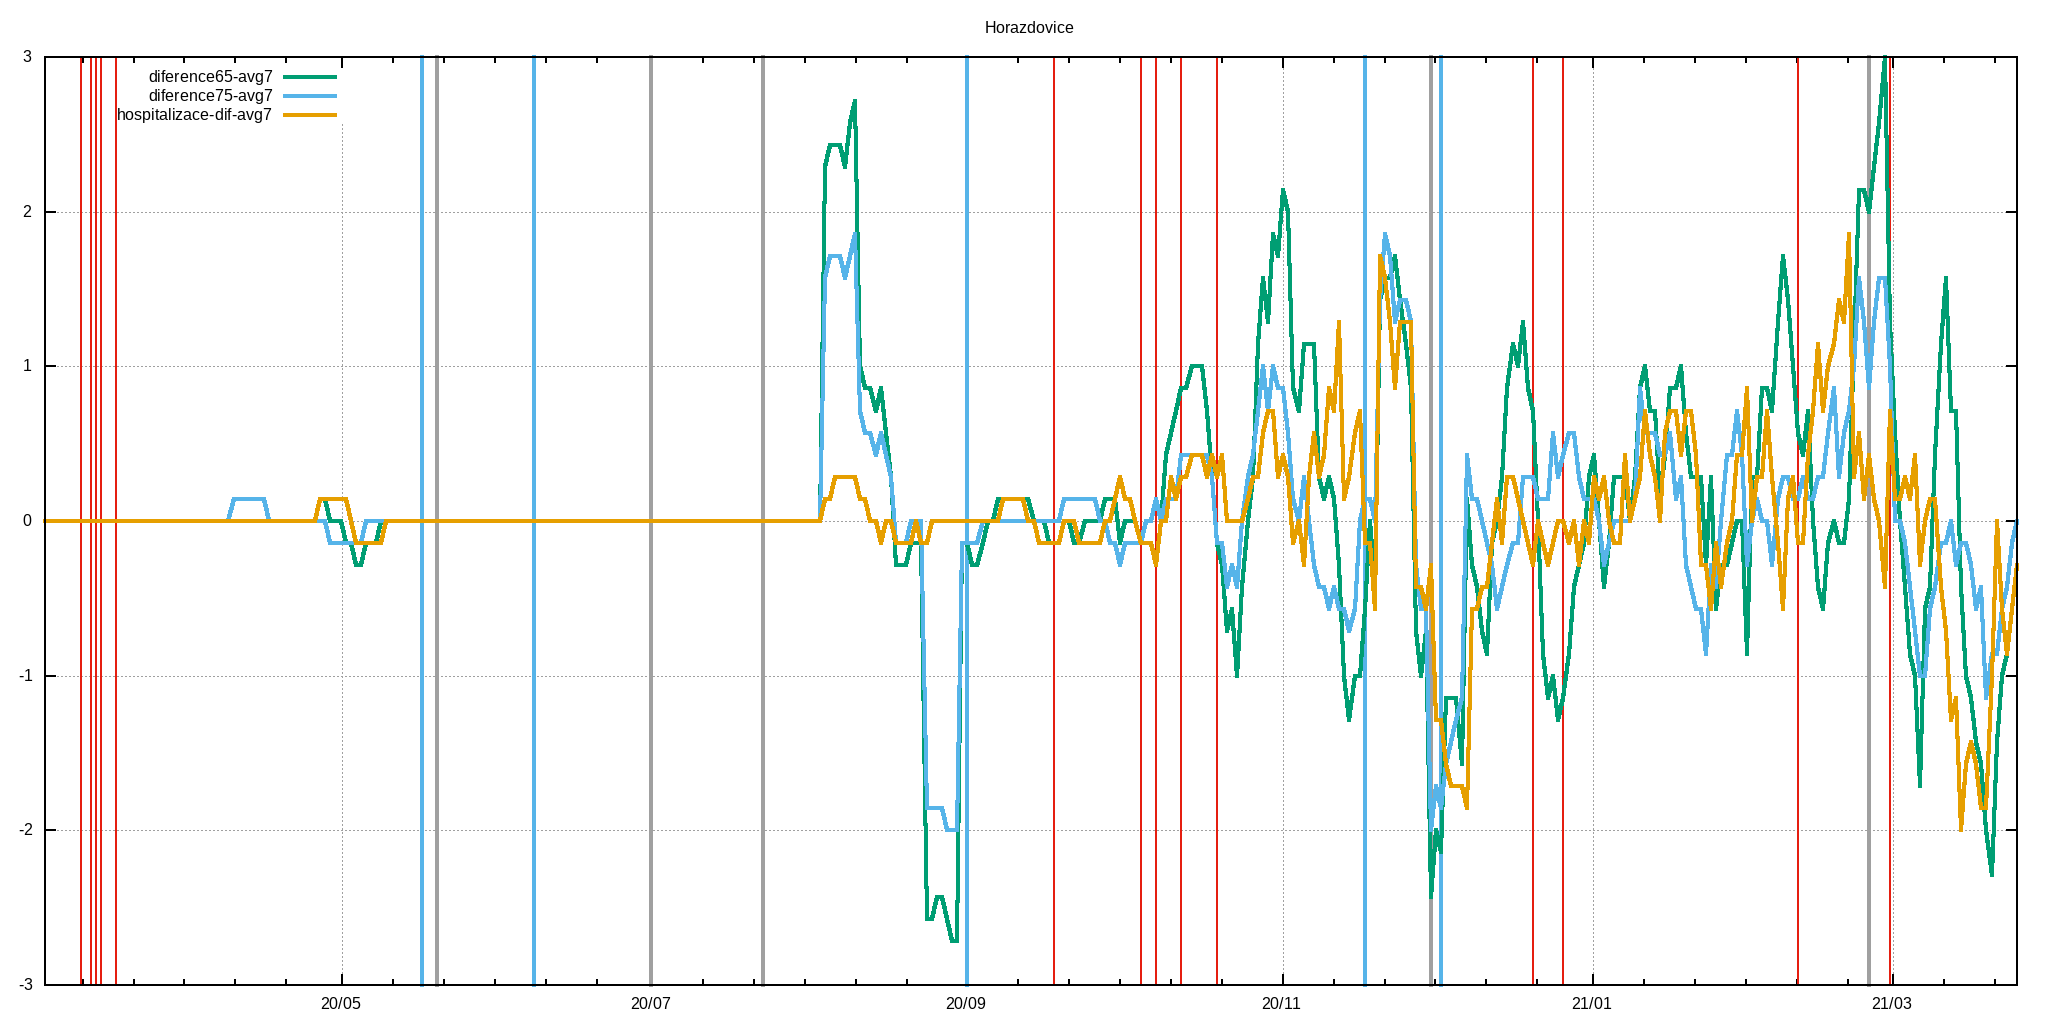 Horazdovice
3
diference65-avg7
diference75-avg7
hospitalizace-dif-avg7
2
1
0
-1
-2
-3
20/05 20/07 20/09 20/11 21/01 21/03